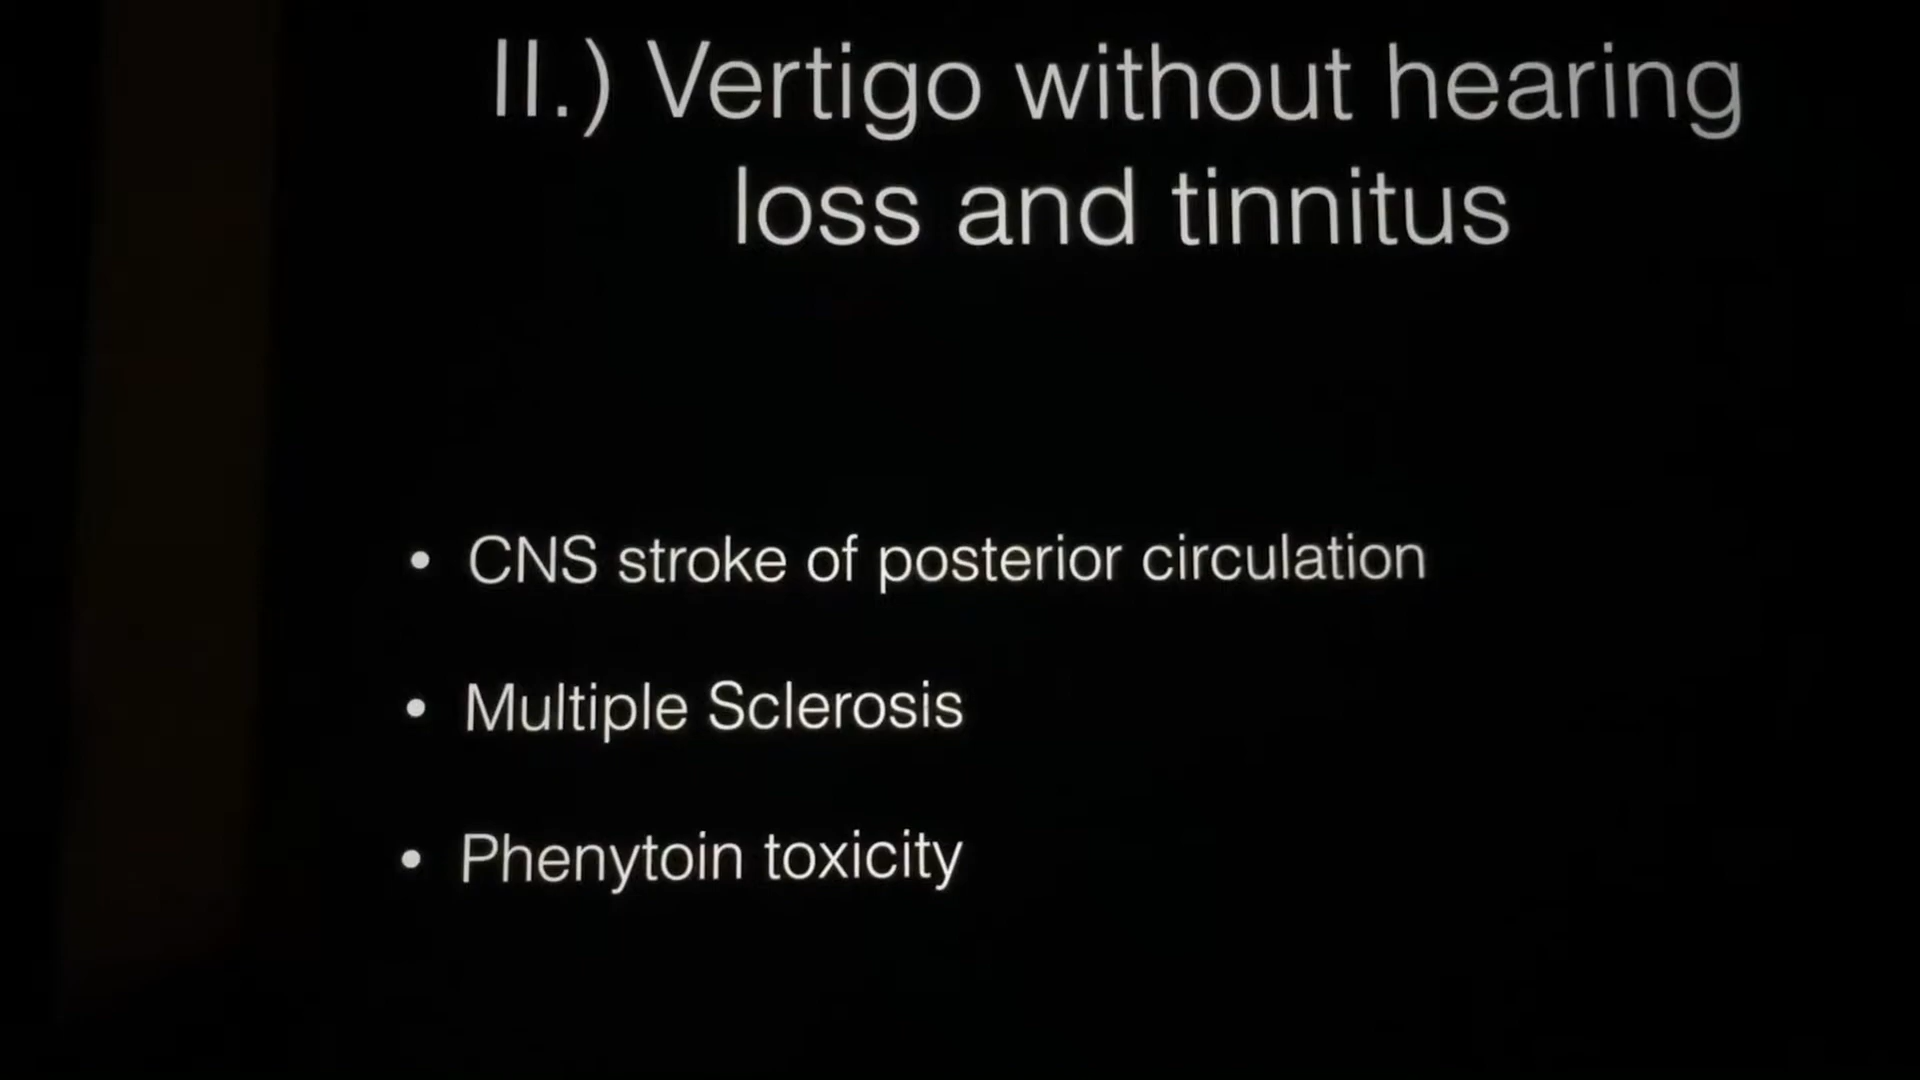 II.) Vertigo without hearing
loss and tinnitus
• CNS stroke of posterior circulation
• Multiple Sclerosis
• Phenytoin toxicity